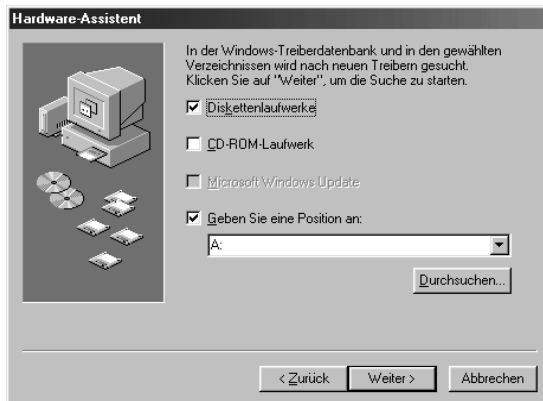 Hardware-Assistent
In der Windows-Treiberdatenbank und in den gewählten
Verzeichnissen wird nach neuen Treibern gesucht.
Klicken Sie auf "Weiter", um die Suche zu starten.
Diskettenlaufwerke
CD-ROM-Laufwerk
Microsoft Windows Update
Geben Sie eine Position an:
A:
Durchsuchen...
< Zurück
Weiter >
Abbrechen